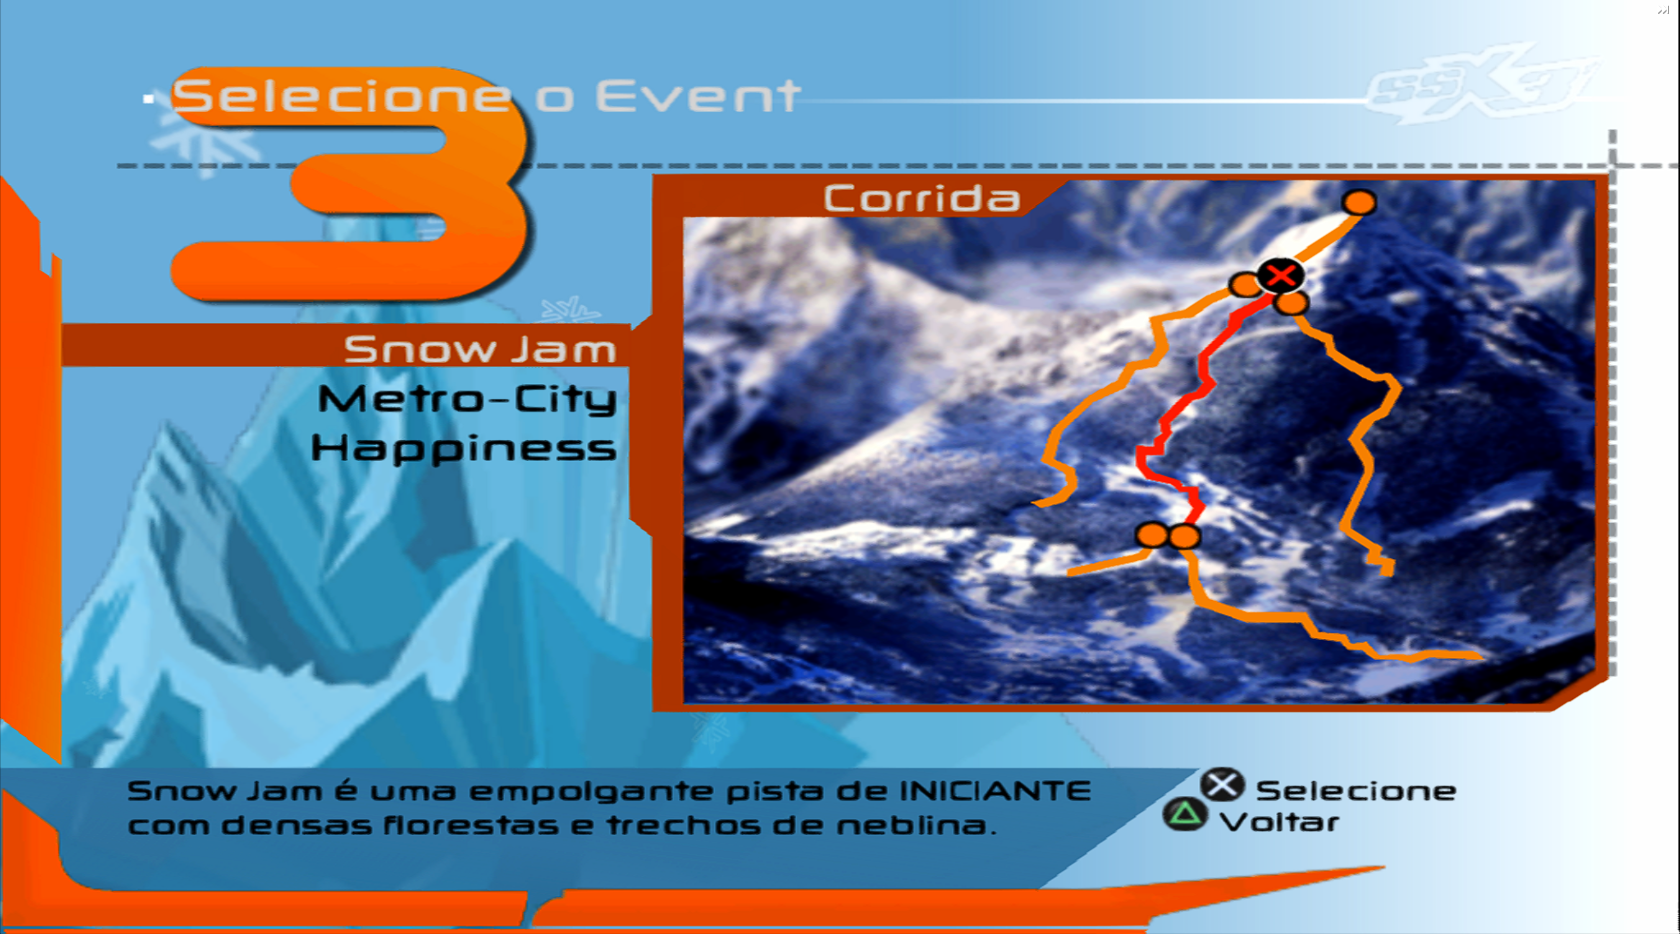 Selecione o Event
SSX3
3
Corrida
Snow Jam
Metro-City
Happiness
Snow Jam é uma empolgante pista de INICIANTE
com densas florestas e trechos de neblina.
Selecione
Voltar